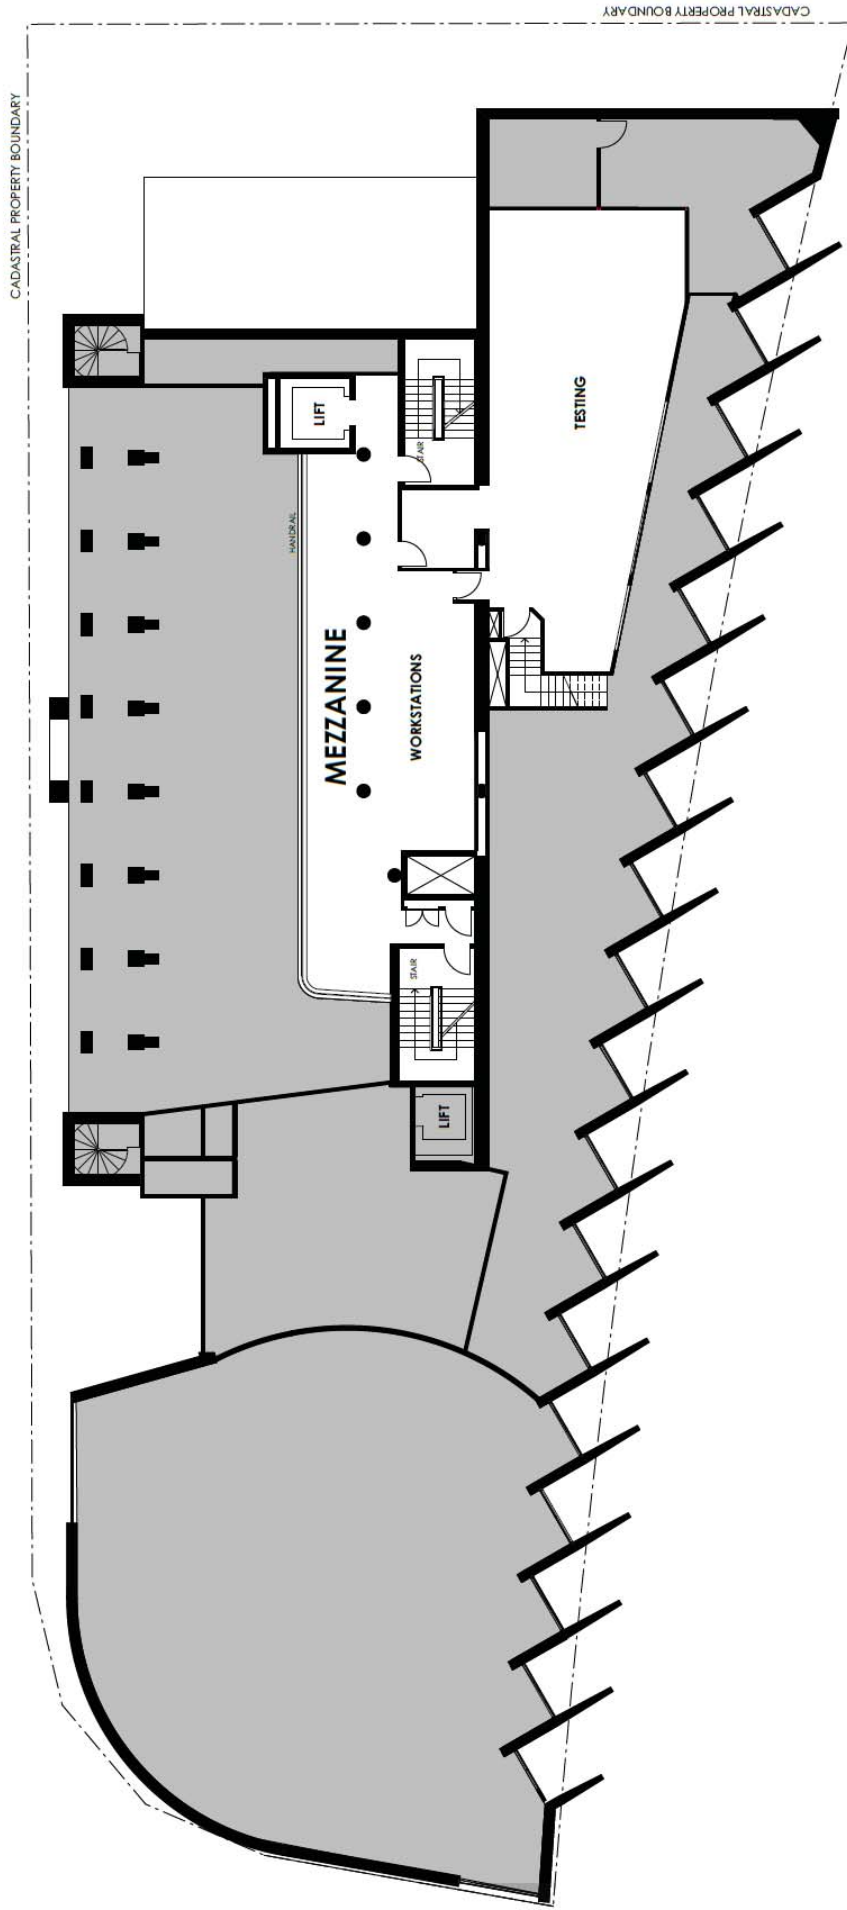 CADASTRAL PROPERTY BOUNDARY
CADASTRAL PROPERTY BOUNDARY
LIFT
STAIR
TESTING
HANDRAIL
MEZZANINE
WORKSTATIONS
STAIR
LIFT